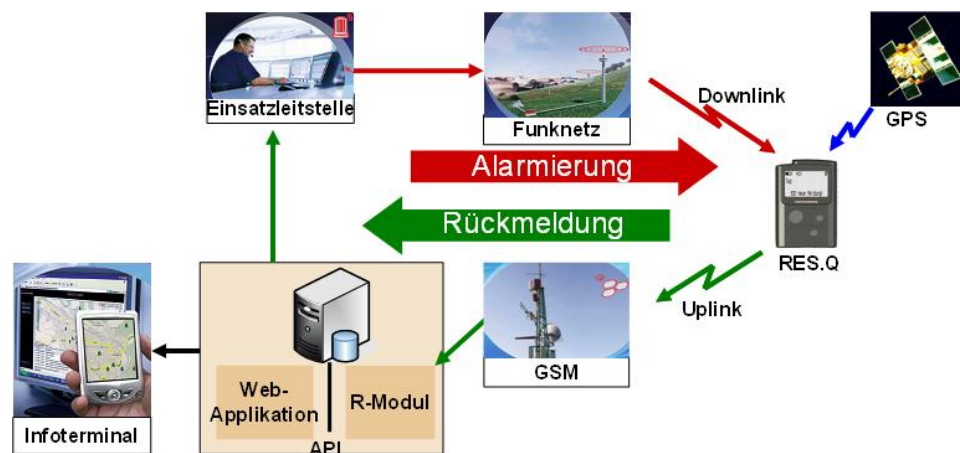 Einsatzleitstelle
Funknetz
Downlink
GPS
Alarmierung
Rückmeldung
RES.Q
Uplink
GSM
Web-
Applikation
R-Modul
API
Infoterminal